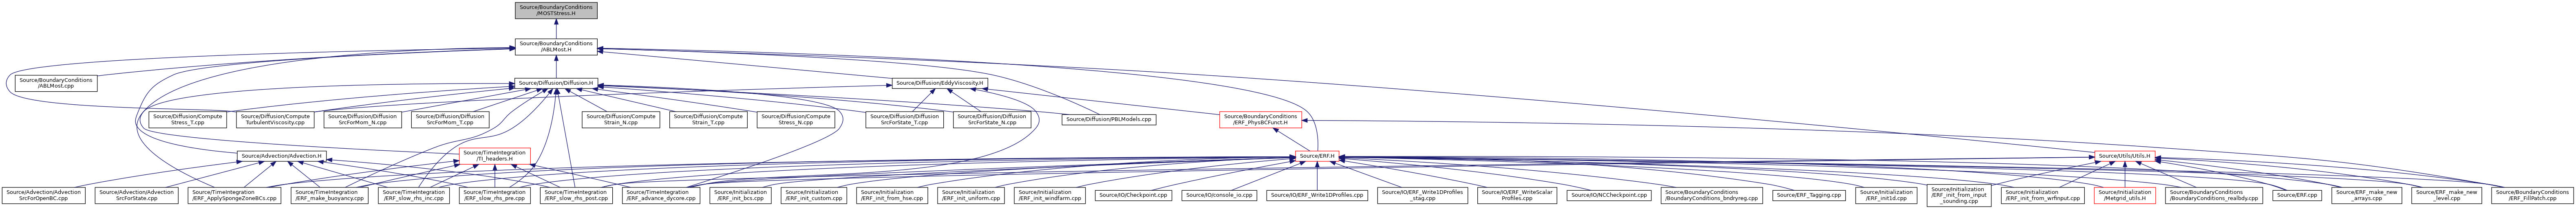 Source/BoundaryConditions
/MOSTStress.H
Source/BoundaryConditions
/ABLMost.H
Source/BoundaryConditions
/ABLMost.cpp
Source/Diffusion/Diffusion.H
Source/Diffusion/EddyViscosity.H
Source/Diffusion/Compute
Stress_T.cpp
Source/Diffusion/Compute
TurbulentViscosity.cpp
Source/Diffusion/Diffusion
SrcForMom_N.cpp
Source/Diffusion/Diffusion
SrcForMom_T.cpp
Source/Diffusion/Compute
Strain_N.cpp
Source/Diffusion/Compute
Strain_T.cpp
Source/Diffusion/Compute
Stress_N.cpp
Source/Diffusion/Diffusion
SrcForState_T.cpp
Source/Diffusion/Diffusion
SrcForState_N.cpp
Source/Diffusion/PBLModels.cpp
Source/BoundaryConditions
/ERF_PhysBCFunct.H
Source/Advection/Advection.H
Source/TimeIntegration
/TI_headers.H
Source/ERF.H
Source/Utils/Utils.H
Source/Advection/Advection
SrcForOpenBC.cpp
Source/Advection/Advection
SrcForState.cpp
Source/TimeIntegration
/ERF_ApplySpongeZoneBCs.cpp
Source/TimeIntegration
/ERF_make_buoyancy.cpp
Source/TimeIntegration
/ERF_slow_rhs_inc.cpp
Source/TimeIntegration
/ERF_slow_rhs_pre.cpp
Source/TimeIntegration
/ERF_slow_rhs_post.cpp
Source/TimeIntegration
/ERF_advance_dycore.cpp
Source/Initialization
/ERF_init_bcs.cpp
Source/Initialization
/ERF_init_custom.cpp
Source/Initialization
/ERF_init_from_hse.cpp
Source/Initialization
/ERF_init_uniform.cpp
Source/Initialization
/ERF_init_windfarm.cpp
Source/IO/Checkpoint.cpp
Source/IO/console_io.cpp
Source/IO/ERF_Write1DProfiles.cpp
Source/IO/ERF_Write1DProfiles
_stag.cpp
Source/IO/ERF_WriteScalar
Profiles.cpp
Source/IO/NCCheckpoint.cpp
Source/BoundaryConditions
/BoundaryConditions_bndryreg.cpp
Source/ERF_Tagging.cpp
Source/Initialization
/ERF_init1d.cpp
Source/Initialization
/ERF_init_from_input
_sounding.cpp
Source/Initialization
/ERF_init_from_wrfinput.cpp
Source/Initialization
/Metgrid_utils.H
Source/BoundaryConditions
/BoundaryConditions_realbdy.cpp
Source/ERF.cpp
Source/ERF_make_new
_arrays.cpp
Source/ERF_make_new
_level.cpp
Source/BoundaryConditions
/ERF_FillPatch.cpp